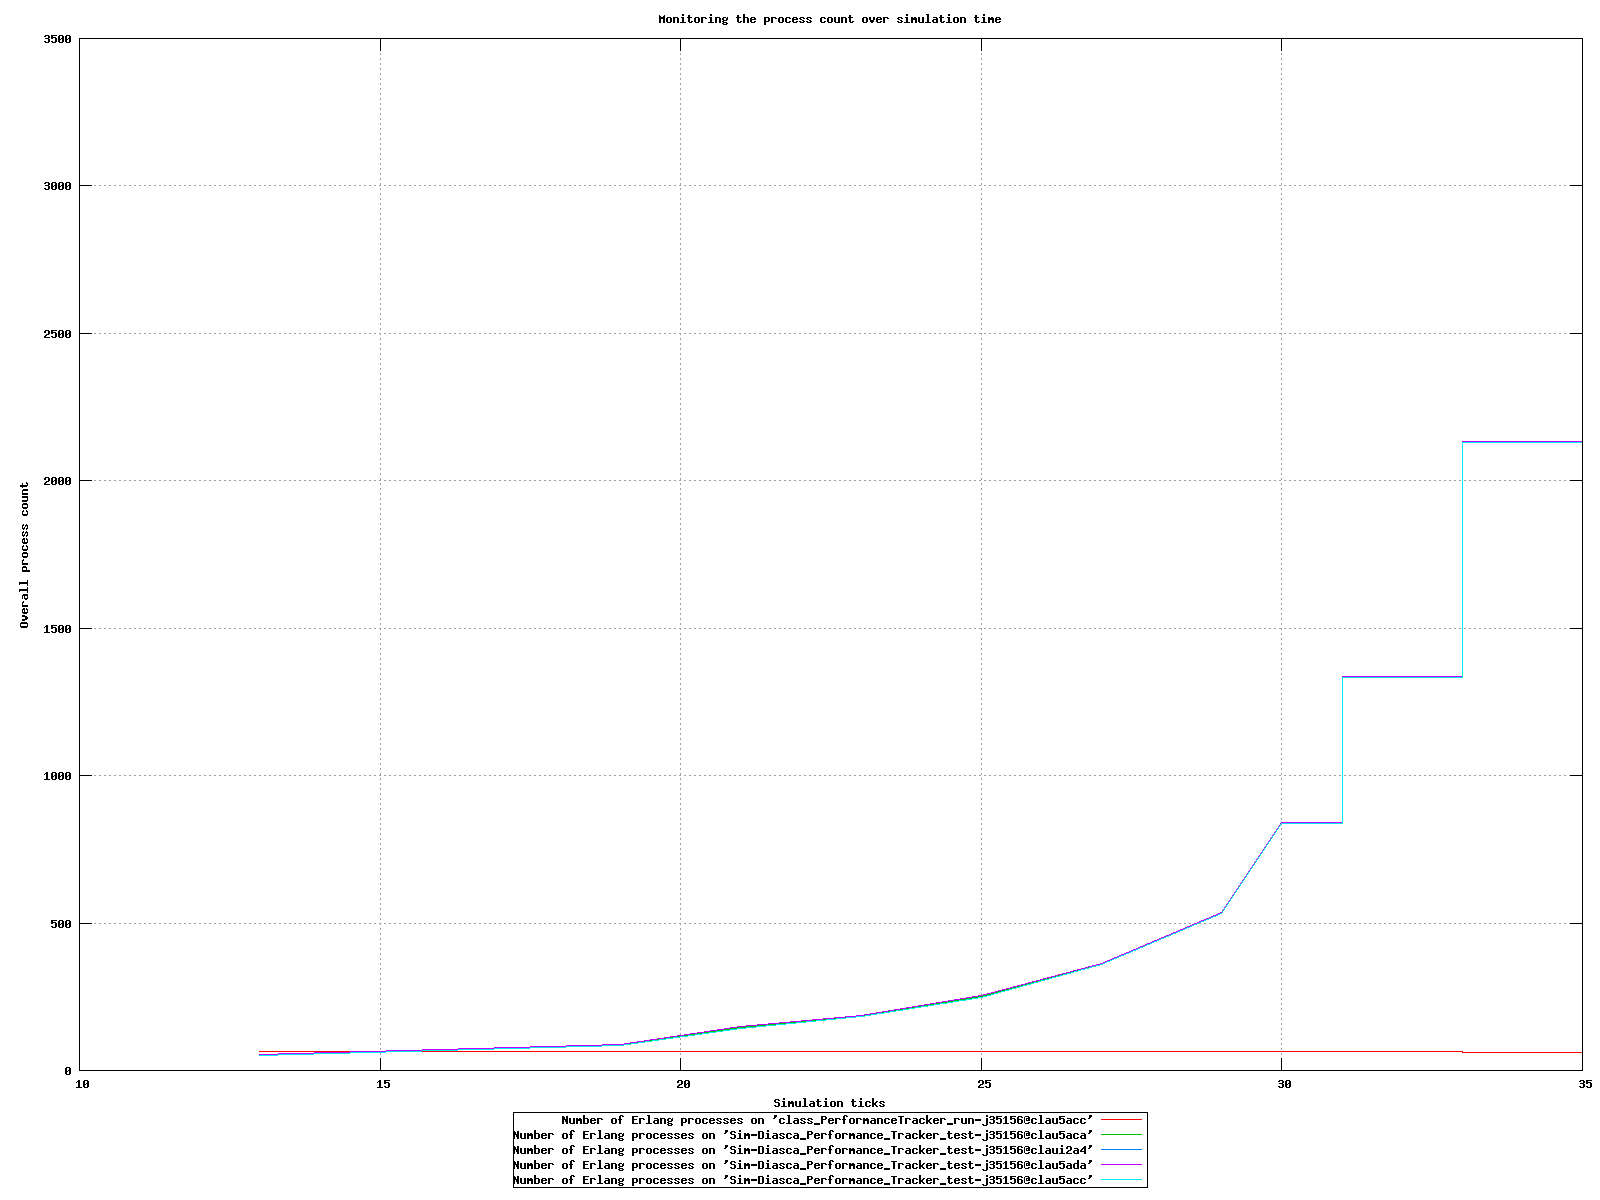 Monitoring the process count over simulation time
3500
3000
2500
2000
1500
1000
500
0
Overall process count
10 15 20 25 30 35
Simulation ticks
Number of Erlang processes on 'class_PerformanceTracker_run-j35156@clau5acc'
Number of Erlang processes on 'Sim-Diasca_Performance_Tracker_test-j35156@clau5aca'
Number of Erlang processes on 'Sim-Diasca_Performance_Tracker_test-j35156@claui2a4'
Number of Erlang processes on 'Sim-Diasca_Performance_Tracker_test-j35156@clau5ada'
Number of Erlang processes on 'Sim-Diasca_Performance_Tracker_test-j35156@clau5acc'